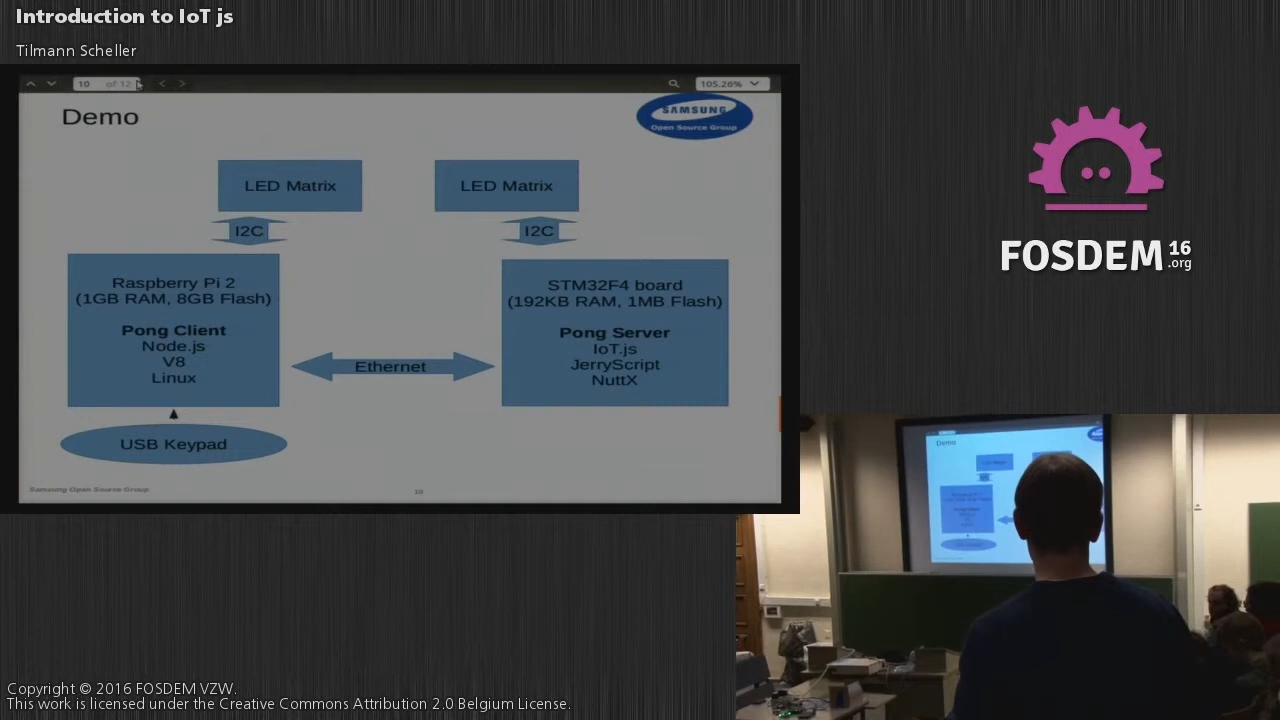 Introduction to IoT js
Tilmann Scheller
10 of 12
105.26%
Demo
SAMSUNG
Open Source Group
LED Matrix
LED Matrix
I2C
I2C
Raspberry Pi 2
(1GB RAM, 8GB Flash)
Pong Client
Node.js
V8
Linux
STM32F4 board
(192KB RAM, 1MB Flash)
Pong Server
IoT.js
JerryScript
NuttX
Ethernet
USB Keypad
Samsung Open Source Group
10
FOSDEM 16
.org
Demo
Copyright © 2016 FOSDEM VZW.
This work is licensed under the Creative Commons Attribution 2.0 Belgium License.